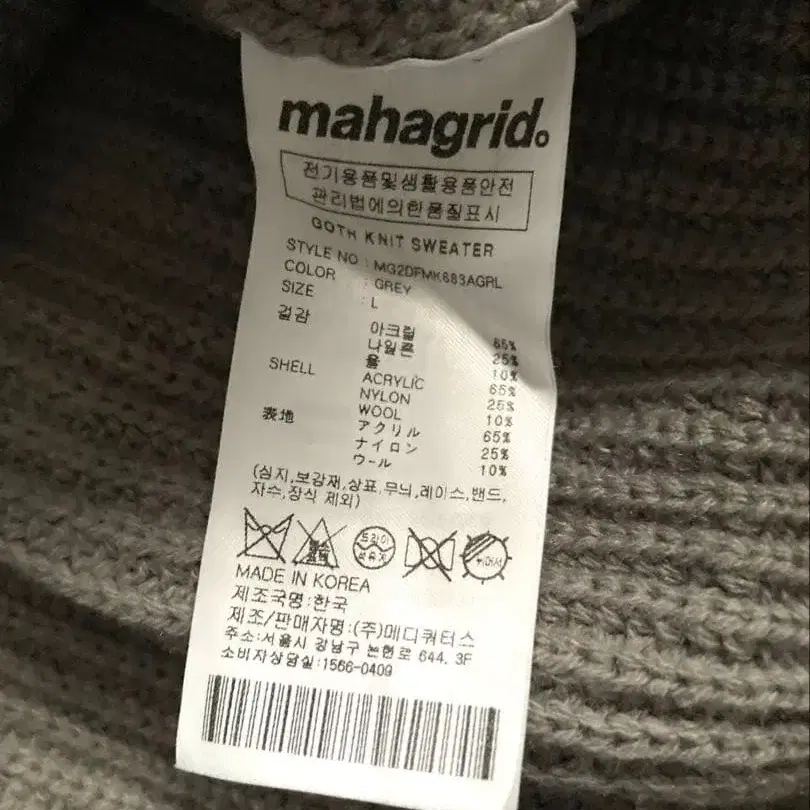 mahagrid.
전기용품및생활용품안전
관리법에의한품질표시
GOTH KNIT SWEATER
STYLE NO : MG2DFMK683AGRL
COLOR : GREY
SIZE : L
겉감 아크릴 65%
나일론 25%
울 10%
SHELL ACRYLIC 65%
NYLON 25%
WOOL 10%
表地 アクリル 65%
ナイロン 25%
ウール 10%
(심지,보강재,상표,무늬,레이스,밴드,
자수,장식 제외)
드라이
석유계
MADE IN KOREA
제조국명:한국
제조/판매자명:(주)메디쿼터스
주소:서울시 강남구 논현로 644. 3F
소비자상담실:1566-0409